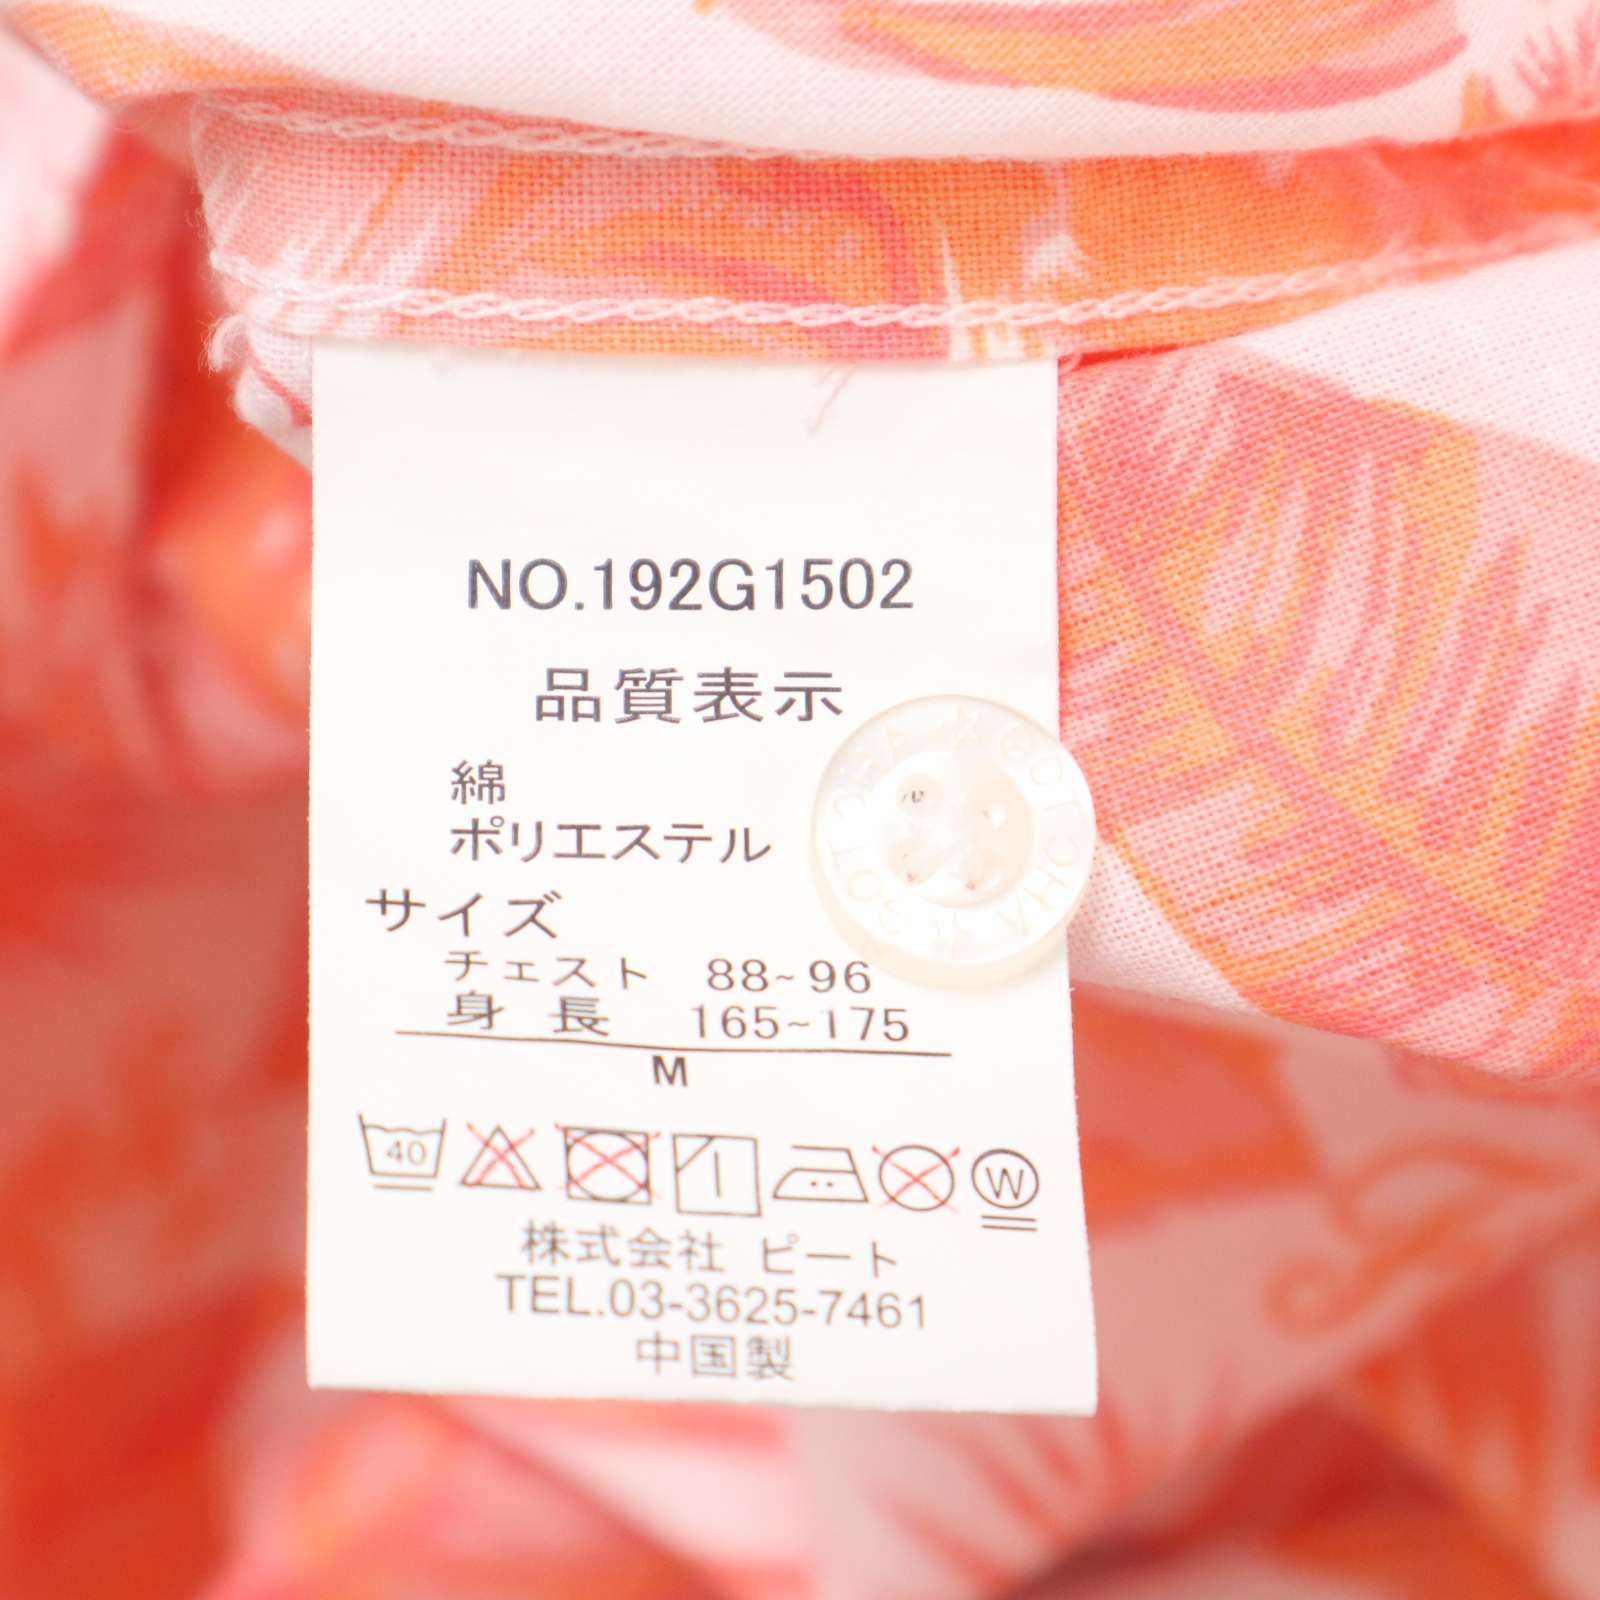 NO.192G1502
品質表示
綿
ポリエステル
サイズ
チェスト 88~96
身長 165~175
M
40
W
株式会社 ピート
TEL.03-3625-7461
中国製
★GOTCHA★GOTCHA